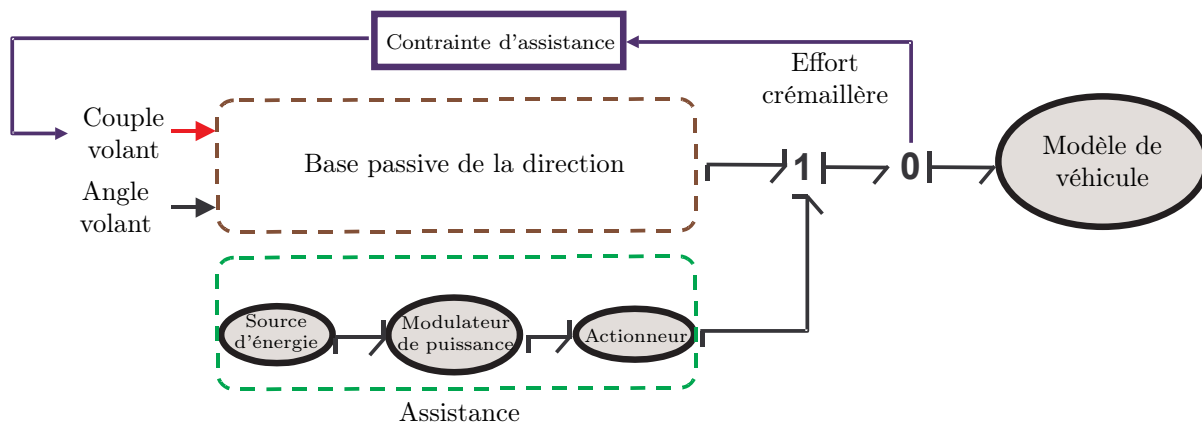 Contrainte d'assistance
Effort
crémaillère
Couple
volant
Base passive de la direction
1
0
Modèle de
véhicule
Angle
volant
Source
d'énergie
Modulateur
de puissance
Actionneur
Assistance